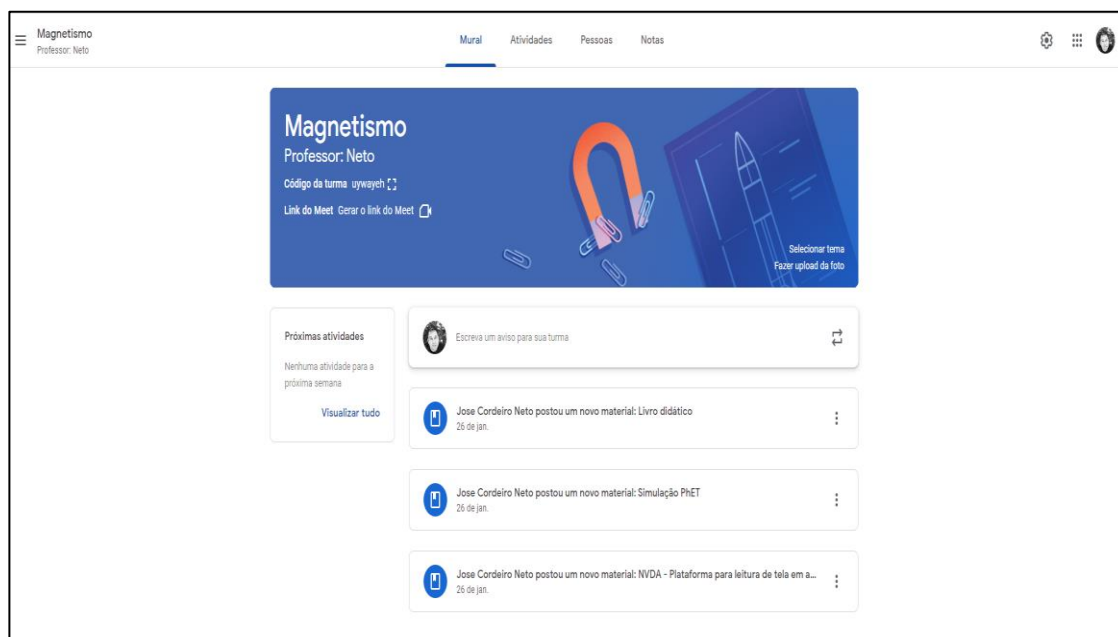 Magnetismo
Professor: Neto
Mural Atividades Pessoas Notas
Magnetismo
Professor: Neto
Código da turma uywayeh
Link do Meet Gerar o link do Meet
Selecionar tema
Fazer upload da foto
Próximas atividades
Nenhuma atividade para a
próxima semana
Visualizar tudo
Escreva um aviso para sua turma
Jose Cordeiro Neto postou um novo material: Livro didático
26 de jan.
Jose Cordeiro Neto postou um novo material: Simulação PhET
26 de jan.
Jose Cordeiro Neto postou um novo material: NVDA - Plataforma para leitura de tela em a...
26 de jan.